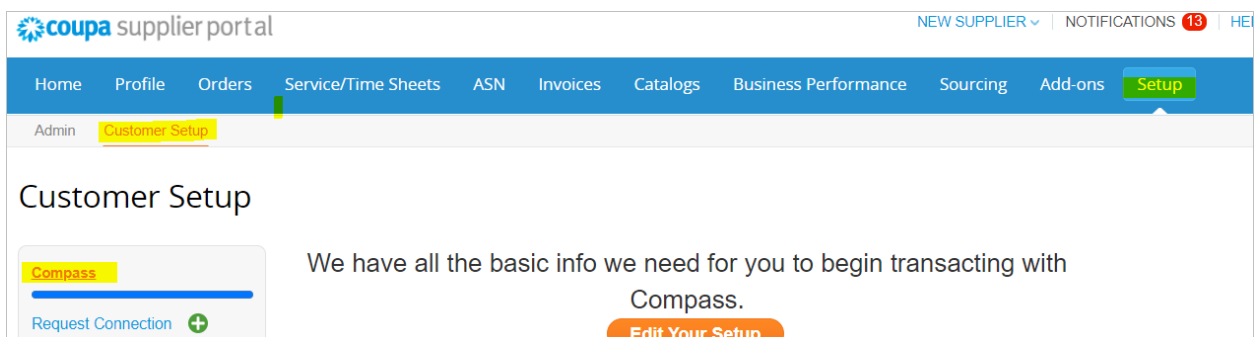 coupa supplier portal
NEW SUPPLIER NOTIFICATIONS 13
Home Profile Orders Service/Time Sheets ASN Invoices Catalogs Business Performance Sourcing Add-ons Setup
Admin Customer Setup
Customer Setup
Compass
Request Connection
We have all the basic info we need for you to begin transacting with
Compass.
Edit Your Setup